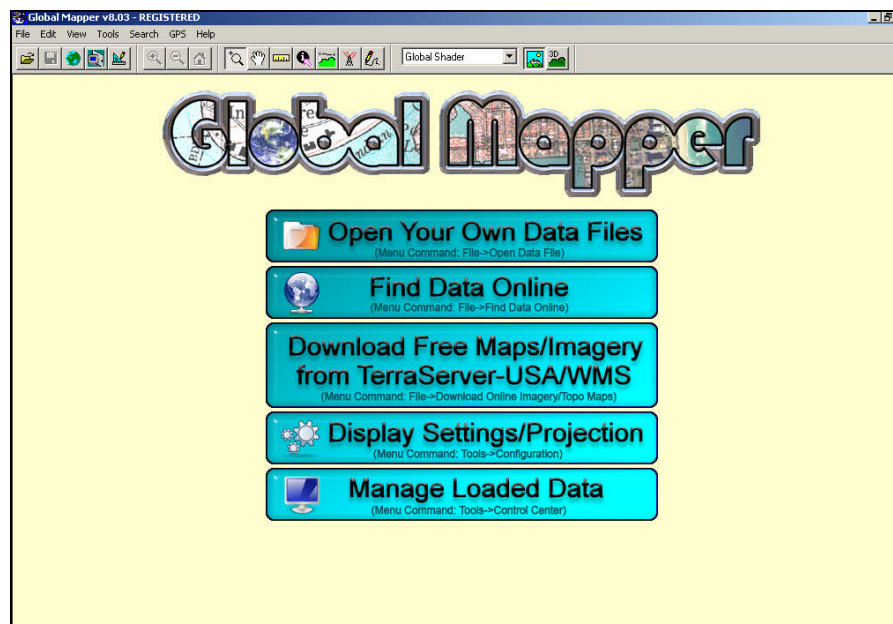 Global Mapper v8.03 - REGISTERED
File Edit View Tools Search GPS Help
Global Shader
3D
Global Mapper
Open Your Own Data Files
(Menu Command: File->Open Data File)
Find Data Online
(Menu Command: File->Find Data Online)
Download Free Maps/Imagery
from TerraServer-USA/WMS
(Menu Command: File->Download Online Imagery/Topo Maps)
Display Settings/Projection
(Menu Command: Tools->Configuration)
Manage Loaded Data
(Menu Command: Tools->Control Center)